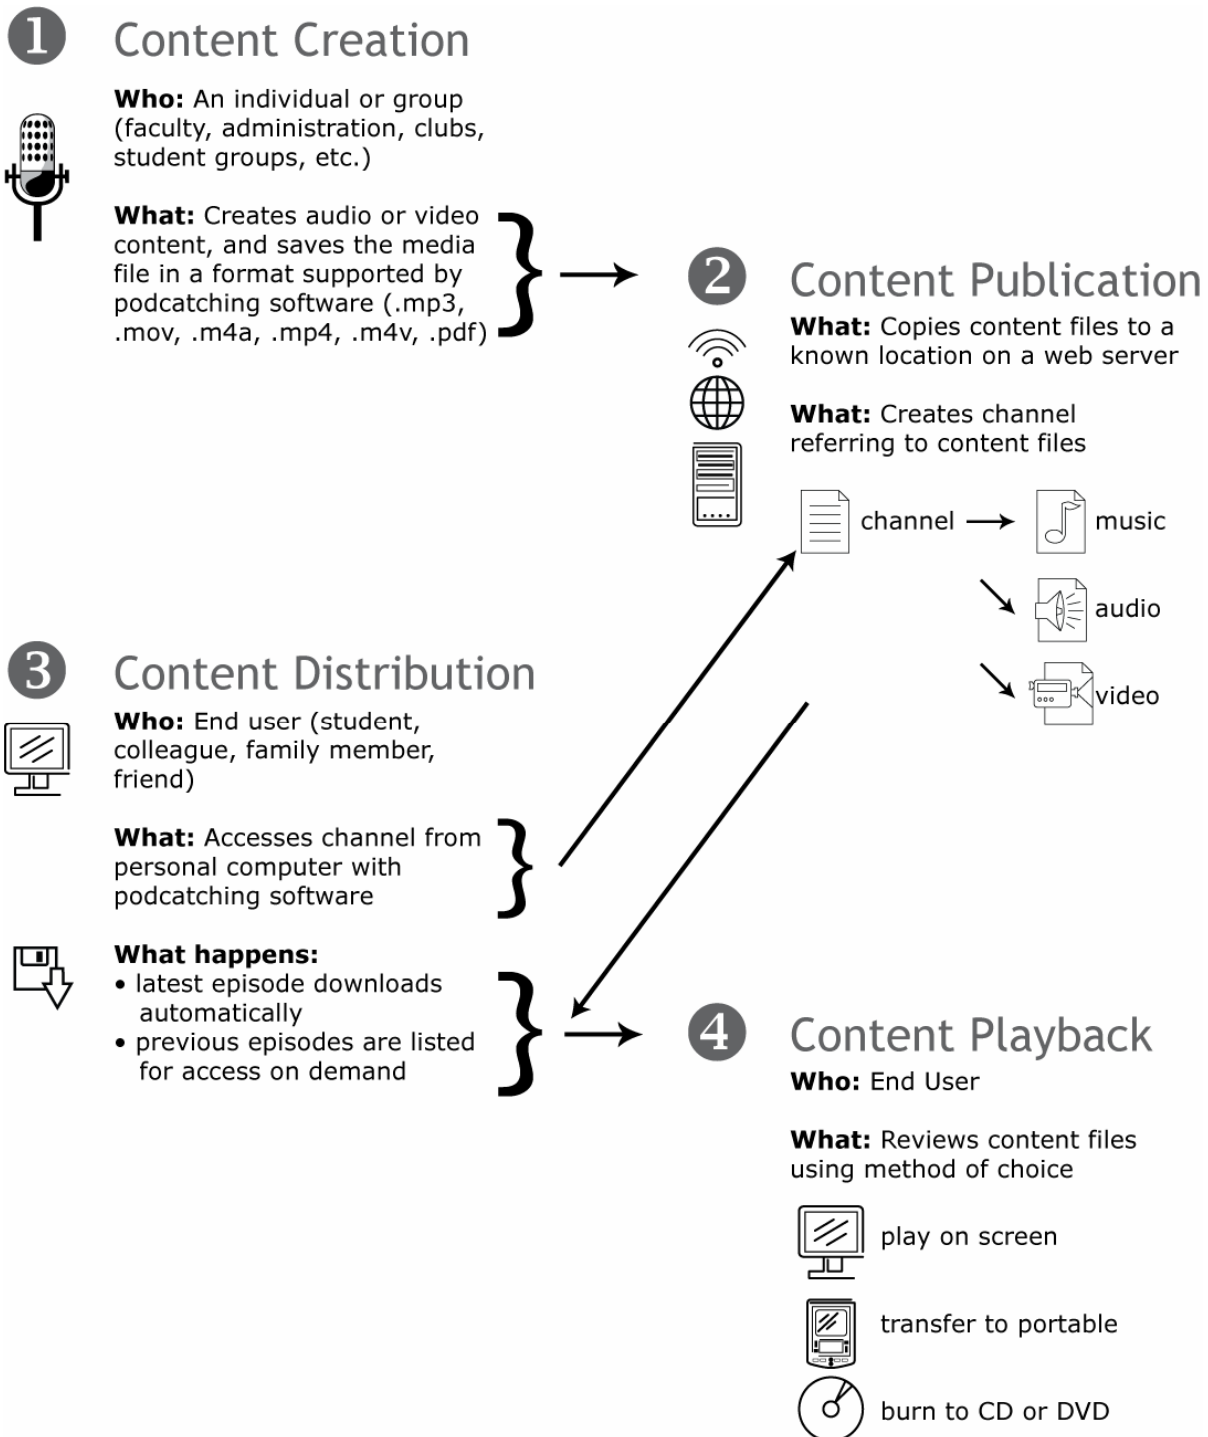 1 Content Creation
Who: An individual or group
(faculty, administration, clubs,
student groups, etc.)
What: Creates audio or video
content, and saves the media
file in a format supported by
podcatching software (.mp3,
.mov, .m4a, .mp4, .m4v, .pdf)
2 Content Publication
What: Copies content files to a
known location on a web server
What: Creates channel
referring to content files
channel music
audio
video
3 Content Distribution
Who: End user (student,
colleague, family member,
friend)
What: Accesses channel from
personal computer with
podcatching software
What happens:
• latest episode downloads
automatically
• previous episodes are listed
for access on demand
4 Content Playback
Who: End User
What: Reviews content files
using method of choice
play on screen
transfer to portable
burn to CD or DVD